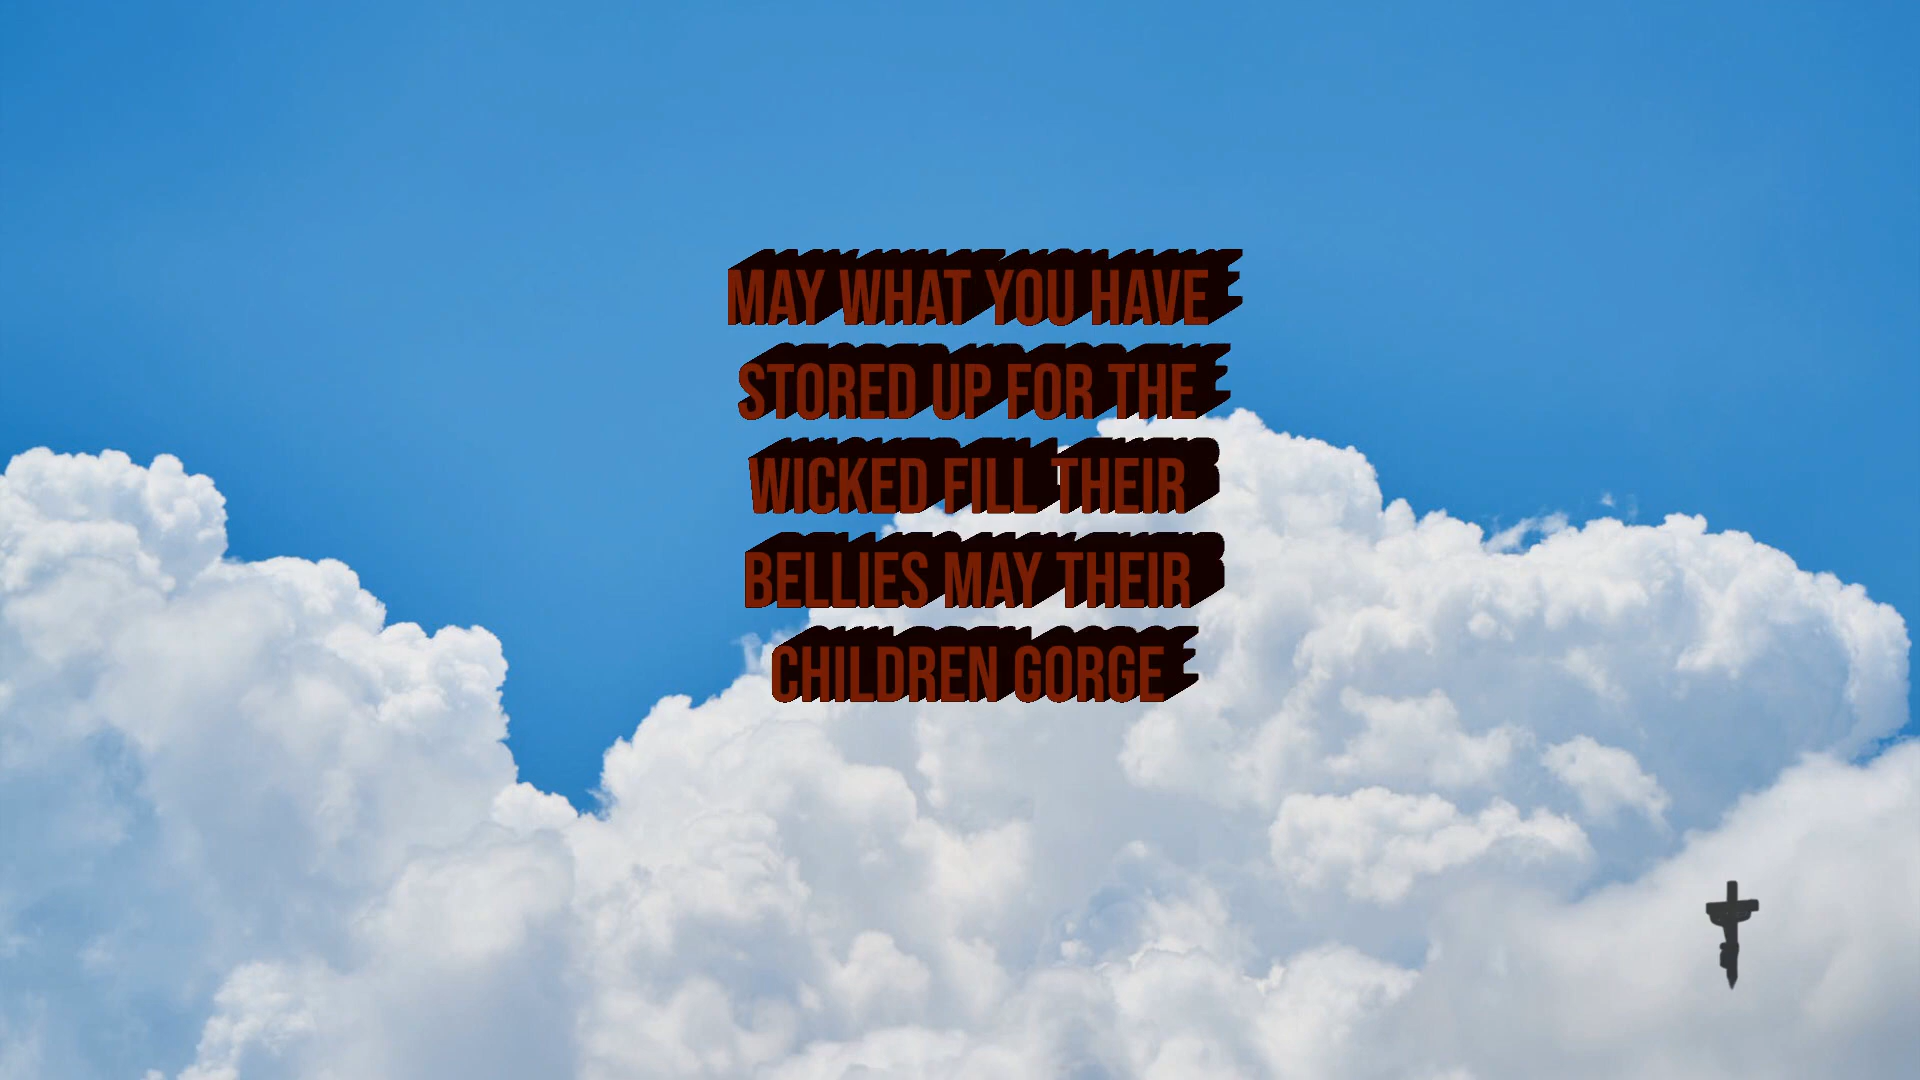 MAY WHAT YOU HAVE
STORED UP FOR THE
WICKED FILL THEIR
BELLIES MAY THEIR
CHILDREN GORGE